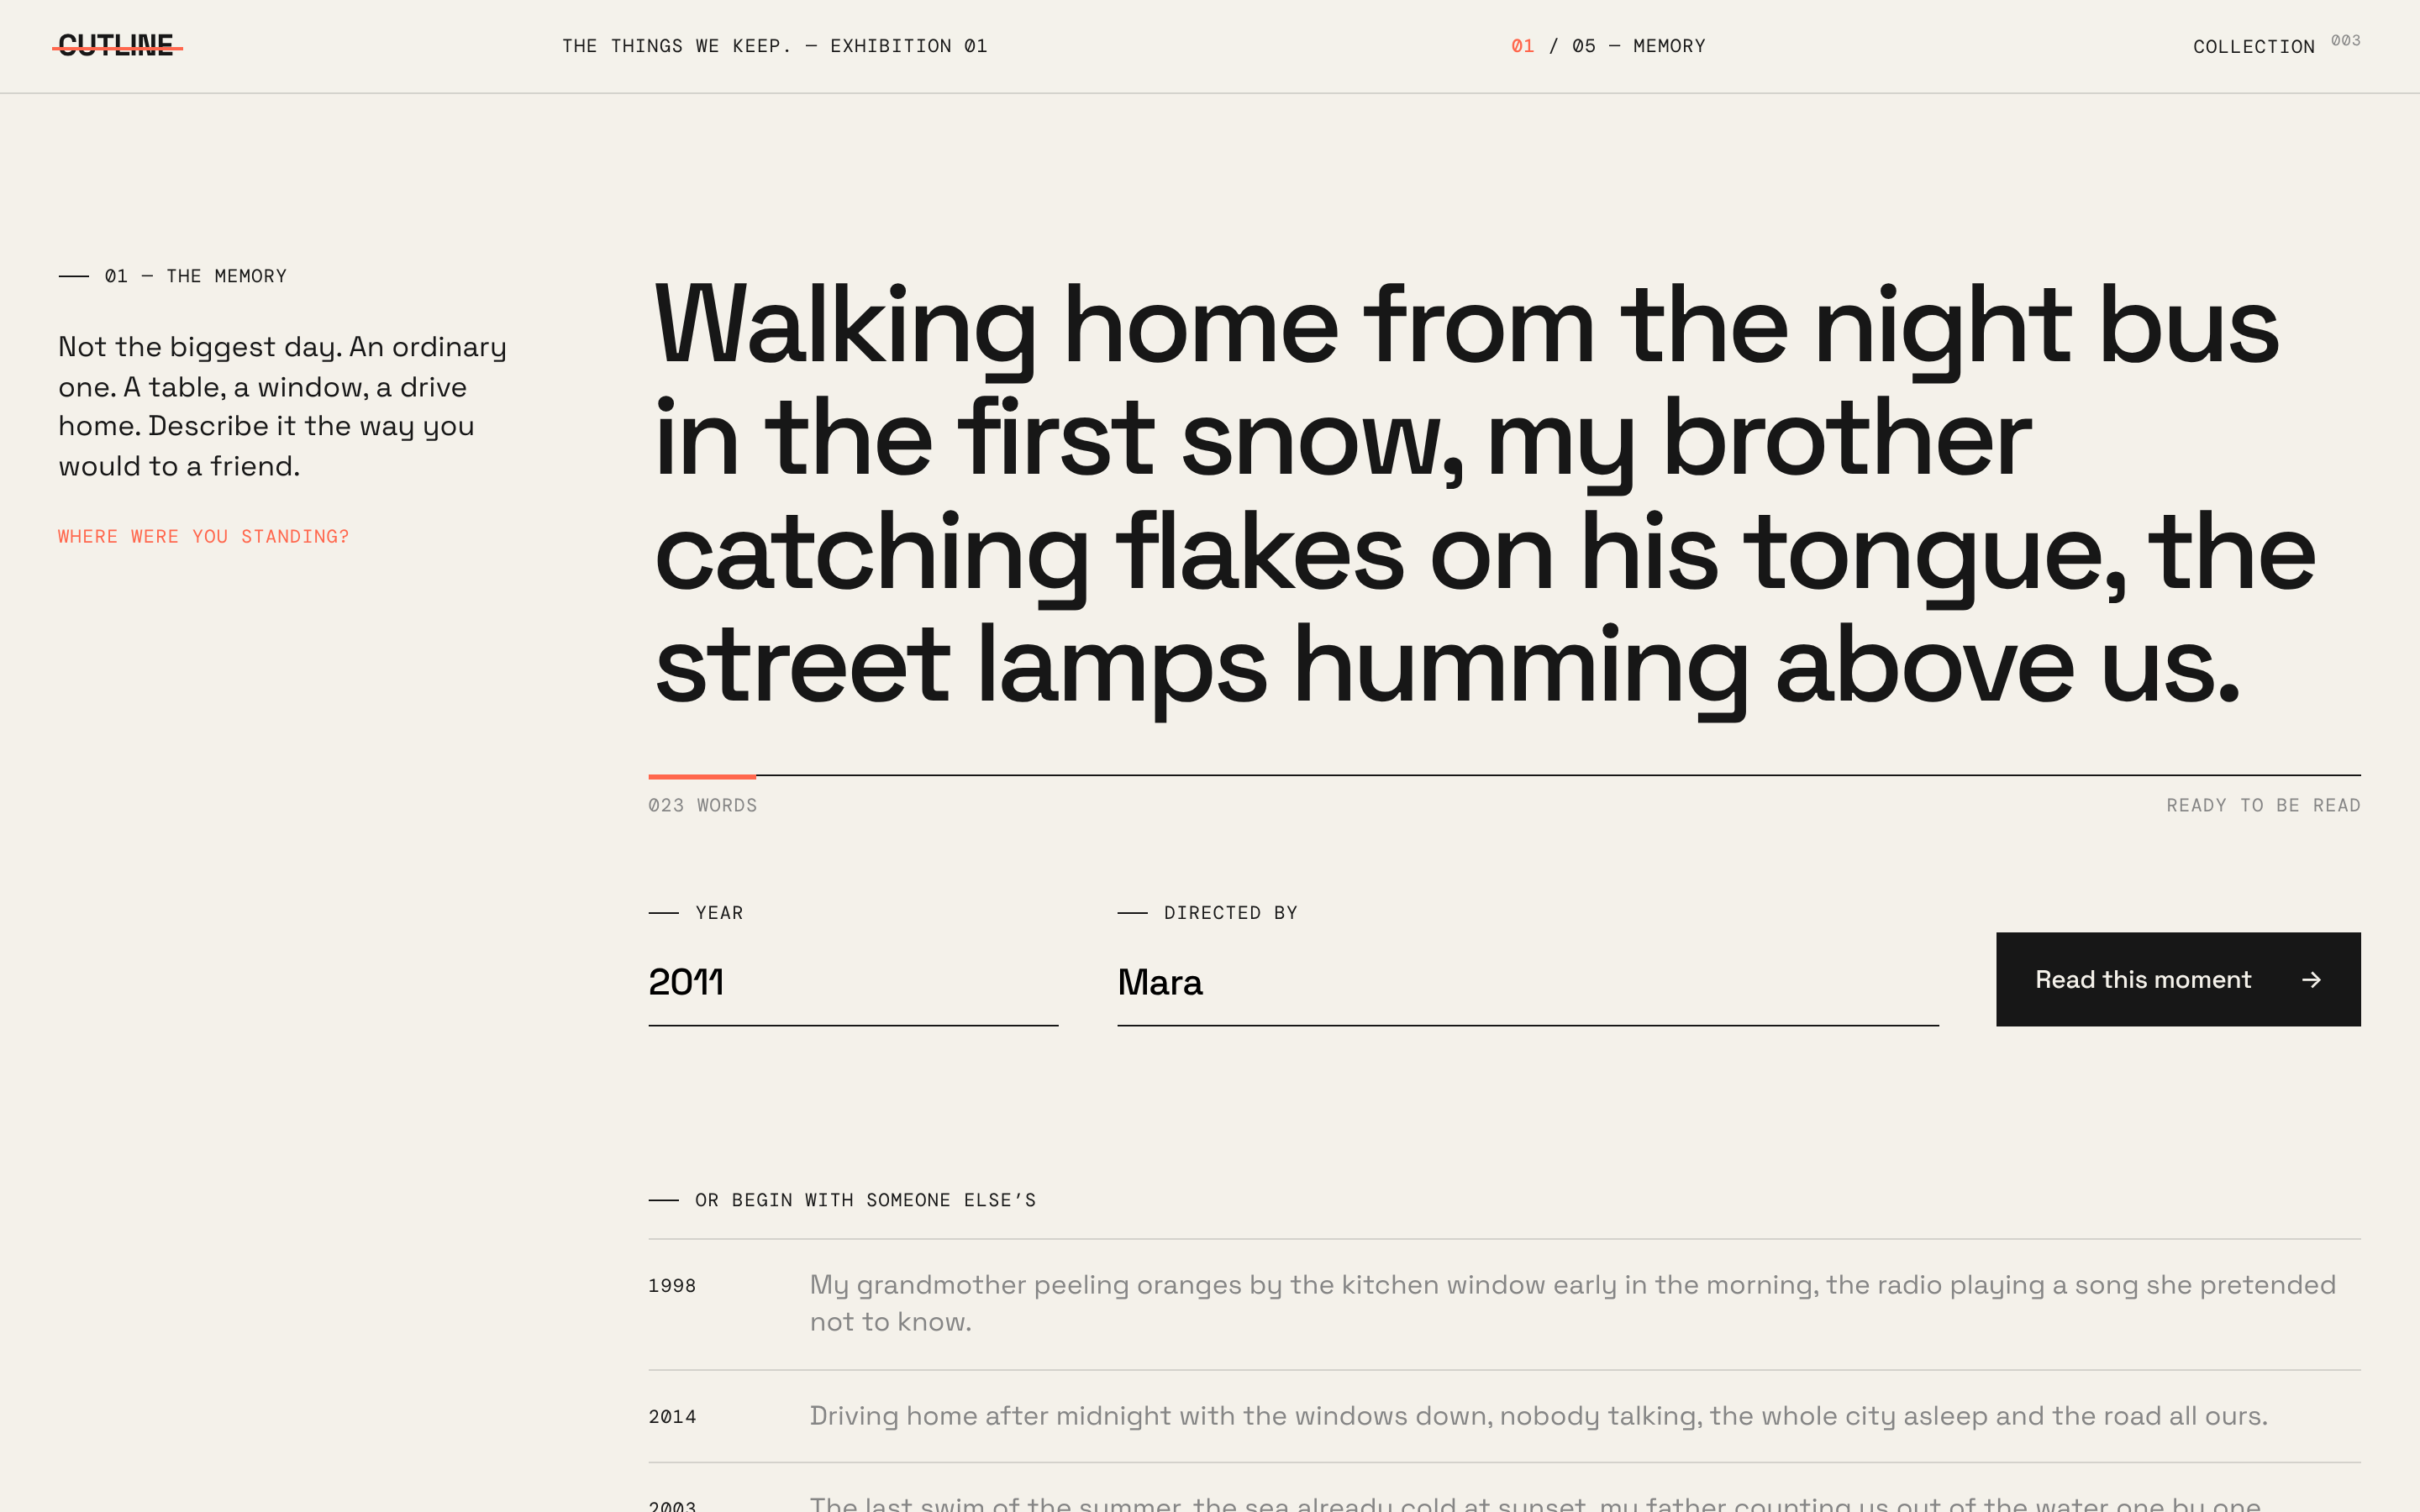 CUTLINE
THE THINGS WE KEEP. — EXHIBITION 01
01 / 05 — MEMORY
COLLECTION 003
01 — THE MEMORY
Not the biggest day. An ordinary
one. A table, a window, a drive
home. Describe it the way you
would to a friend.
WHERE WERE YOU STANDING?
Walking home from the night bus
in the first snow, my brother
catching flakes on his tongue, the
street lamps humming above us.
023 WORDS
READY TO BE READ
YEAR
2011
DIRECTED BY
Mara
Read this moment →
OR BEGIN WITH SOMEONE ELSE’S
1998
My grandmother peeling oranges by the kitchen window early in the morning, the radio playing a song she pretended
not to know.
2014
Driving home after midnight with the windows down, nobody talking, the whole city asleep and the road all ours.
2003
The last swim of the summer, the sea already cold at sunset, my father counting us out of the water one by one.